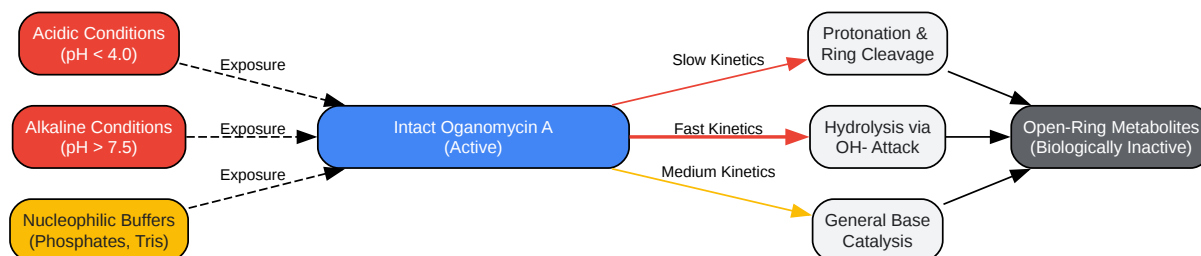 Acidic Conditions
(pH < 4.0)
Exposure
Alkaline Conditions
(pH > 7.5)
Exposure
Nucleophilic Buffers
(Phosphates, Tris)
Exposure
Intact Oganomycin A
(Active)
Slow Kinetics
Fast Kinetics
Medium Kinetics
Protonation &
Ring Cleavage
Hydrolysis via
OH- Attack
General Base
Catalysis
Open-Ring Metabolites
(Biologically Inactive)